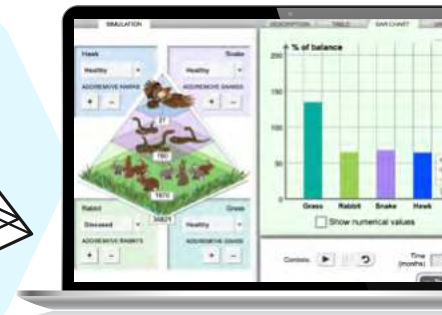 SIMULATION
DESCRIPTION
TABLE
BAR CHART
Hawk
Healthy
ADD/REMOVE HAWKS
+ -
Snake
Healthy
ADD/REMOVE SNAKES
+ -
Rabbit
Diseased
ADD/REMOVE RABBITS
+ -
Grass
Healthy
ADD/REMOVE GRASS
+ -
% of balance
200
150
100
50
0
Grass Rabbit Snake Hawk
Show numerical values
Controls:
Time
(months)